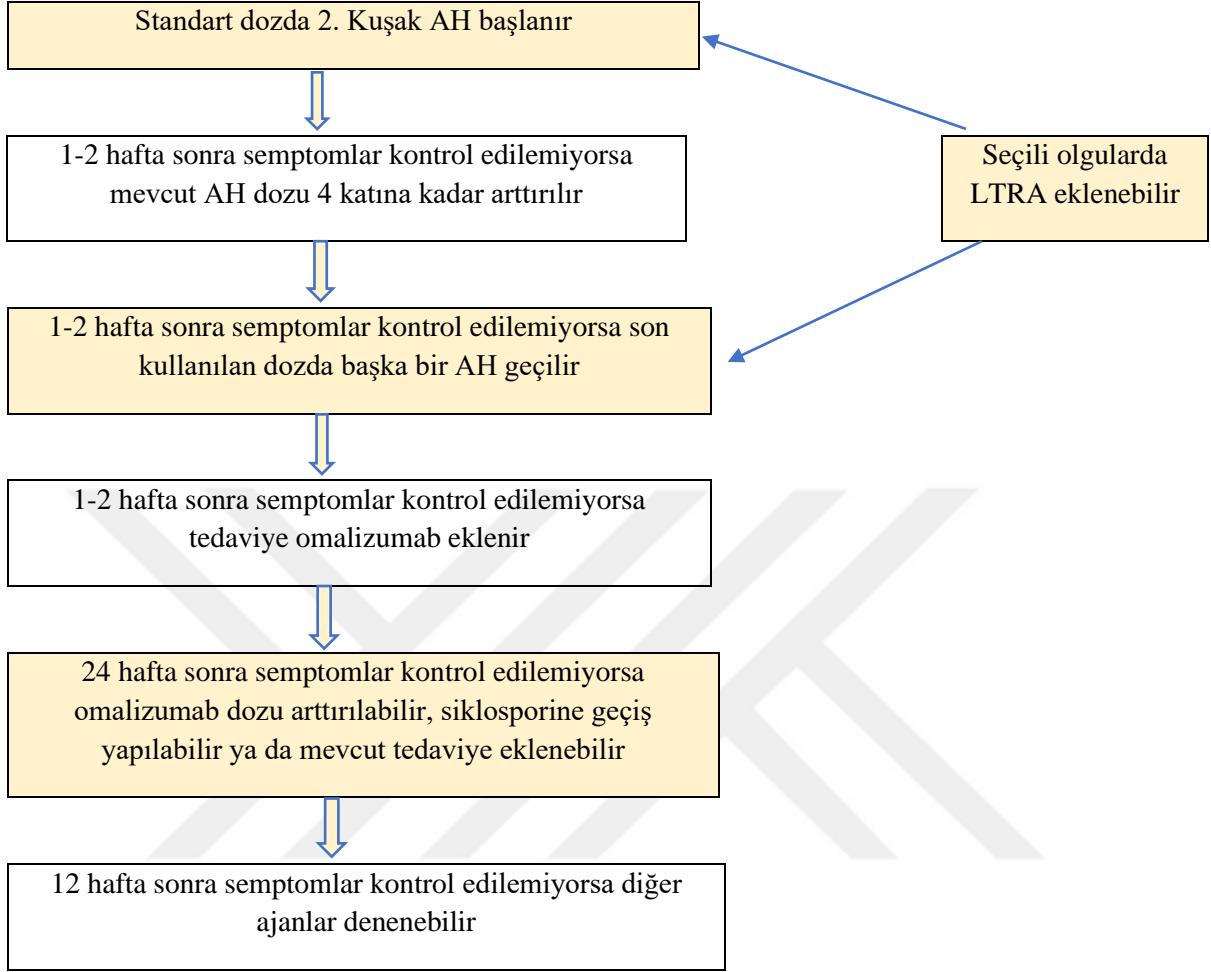 Standart dozda 2. Kuşak AH başlanır
1-2 hafta sonra semptomlar kontrol edilemiyorsa
mevcut AH dozu 4 katına kadar arttırılır
Seçili olgularda
LTRA eklenebilir
1-2 hafta sonra semptomlar kontrol edilemiyorsa son
kullanılan dozda başka bir AH geçilir
1-2 hafta sonra semptomlar kontrol edilemiyorsa
tedaviye omalizumab eklenir
24 hafta sonra semptomlar kontrol edilemiyorsa
omalizumab dozu arttırılabilir, siklosporine geçiş
yapılabilir ya da mevcut tedaviye eklenebilir
12 hafta sonra semptomlar kontrol edilemiyorsa diğer
ajanlar denenebilir